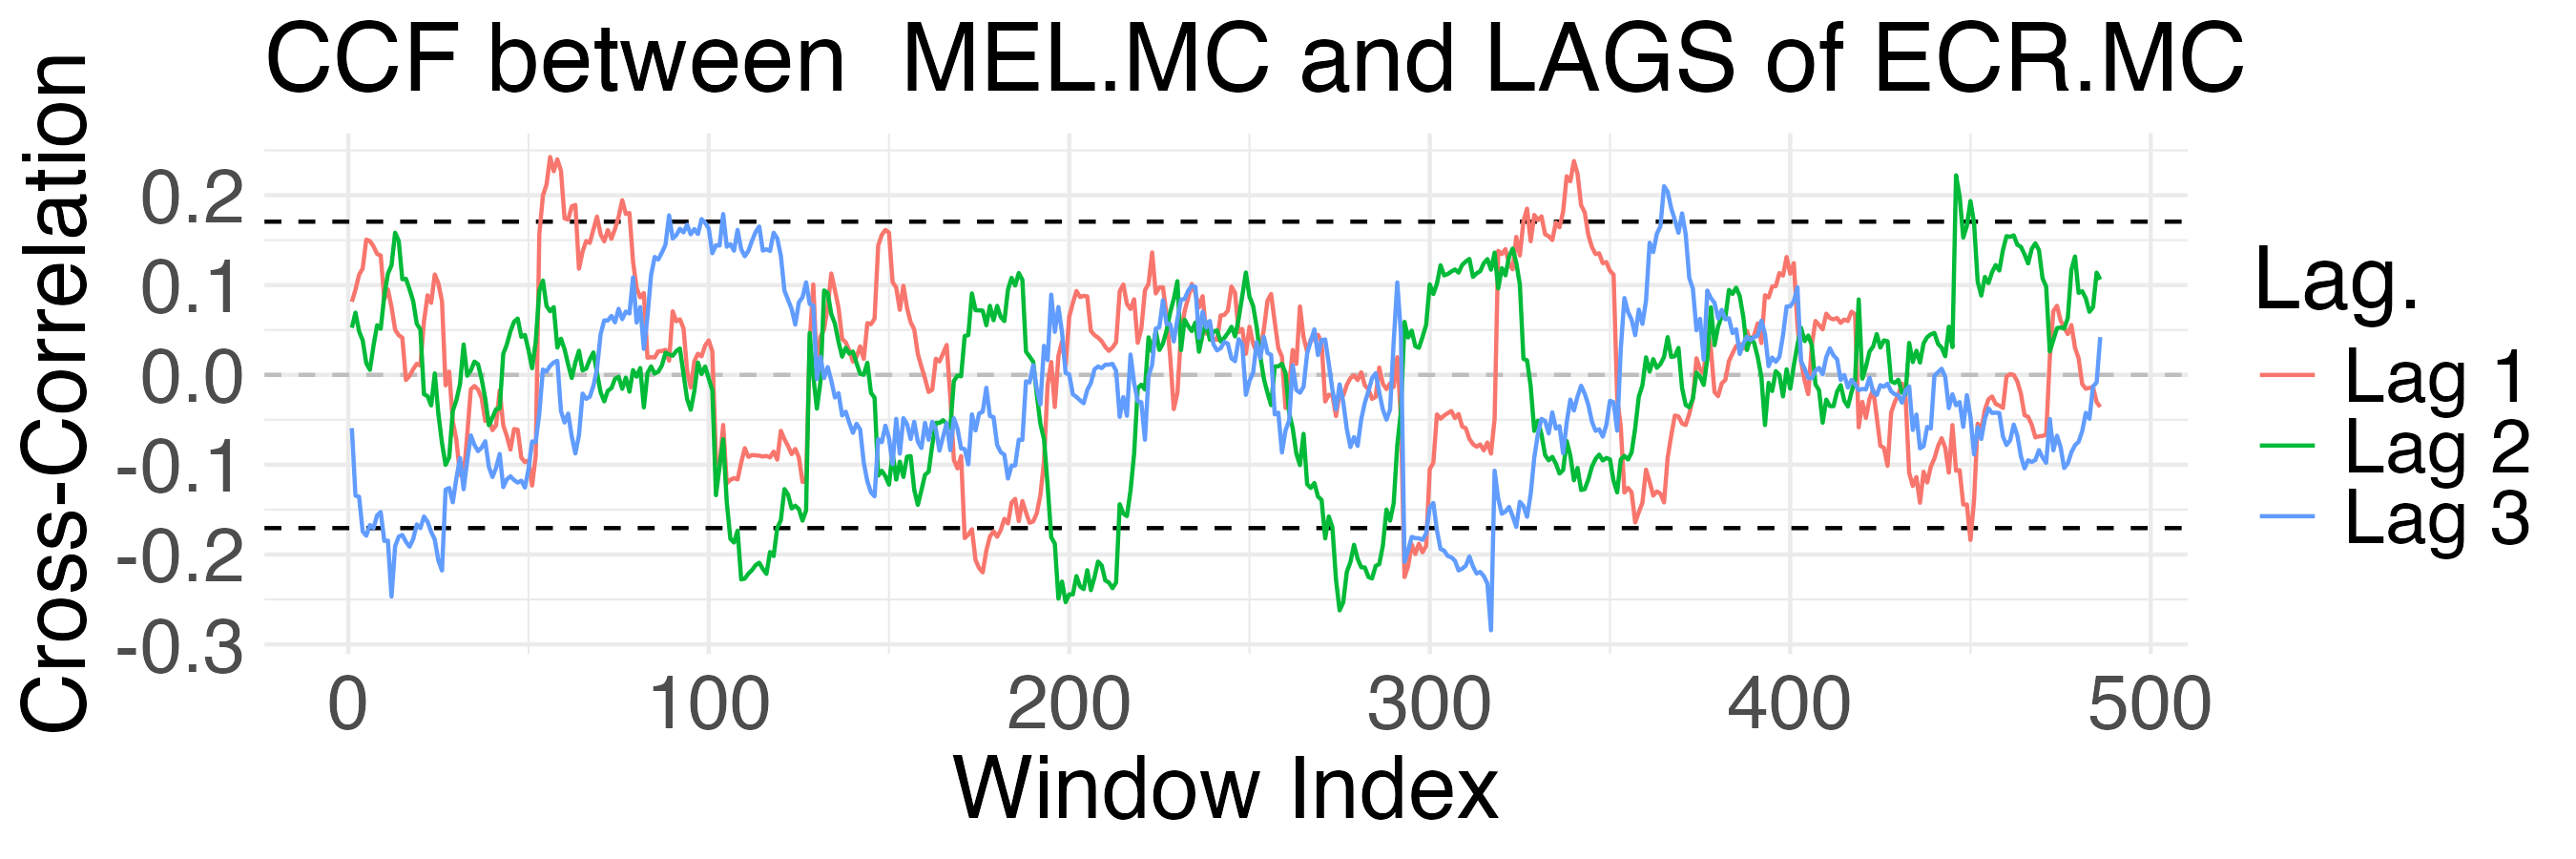 CCF between  MEL.MC and LAGS of ECR.MC
Cross-Correlation
0.2
0.1
0.0
-0.1
-0.2
-0.3
0 100 200 300 400 500
Window Index
Lag.
Lag 1
Lag 2
Lag 3